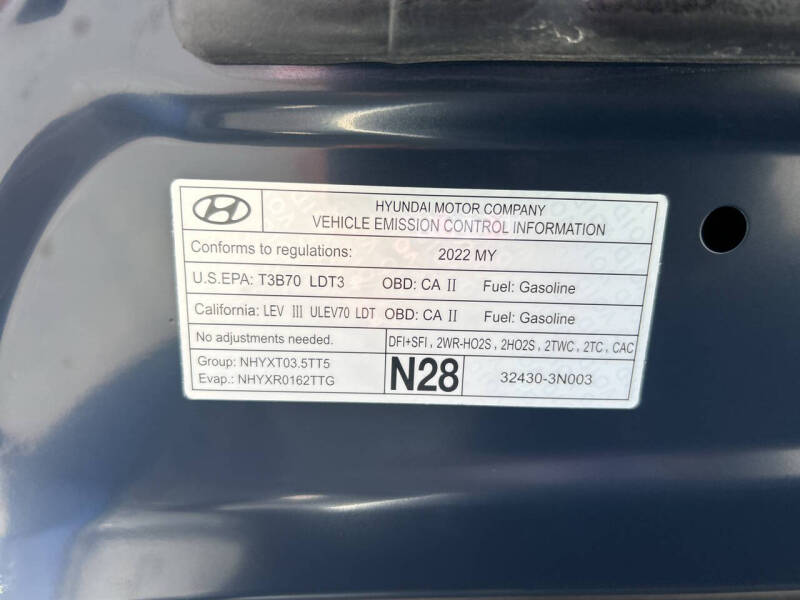 HYUNDAI MOTOR COMPANY
VEHICLE EMISSION CONTROL INFORMATION
Conforms to regulations: 2022 MY
U.S.EPA: T3B70 LDT3 OBD: CA II Fuel: Gasoline
California: LEV III ULEV70 LDT OBD: CA II Fuel: Gasoline
No adjustments needed. DFI+SFI , 2WR-HO2S , 2HO2S , 2TWC , 2TC , CAC
Group: NHYXT03.5TT5
Evap.: NHYXR0162TTG
N28 32430-3N003